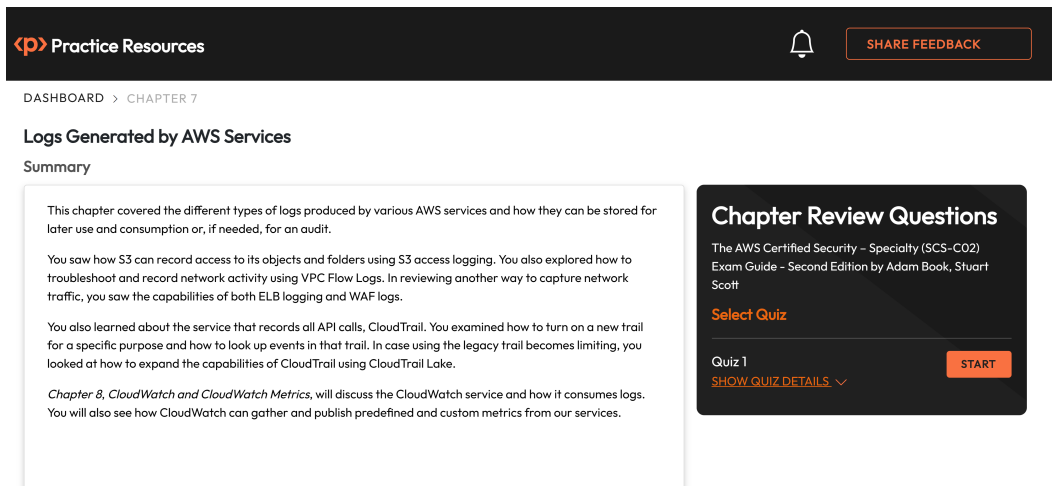 <p> Practice Resources
SHARE FEEDBACK
DASHBOARD > CHAPTER 7
Logs Generated by AWS Services
Summary
This chapter covered the different types of logs produced by various AWS services and how they can be stored for
later use and consumption or, if needed, for an audit.
You saw how S3 can record access to its objects and folders using S3 access logging. You also explored how to
troubleshoot and record network activity using VPC Flow Logs. In reviewing another way to capture network
traffic, you saw the capabilities of both ELB logging and WAF logs.
You also learned about the service that records all API calls, CloudTrail. You examined how to turn on a new trail
for a specific purpose and how to look up events in that trail. In case using the legacy trail becomes limiting, you
looked at how to expand the capabilities of CloudTrail using CloudTrail Lake.
Chapter 8, CloudWatch and CloudWatch Metrics, will discuss the CloudWatch service and how it consumes logs.
You will also see how CloudWatch can gather and publish predefined and custom metrics from our services.
Chapter Review Questions
The AWS Certified Security – Specialty (SCS-C02)
Exam Guide - Second Edition by Adam Book, Stuart
Scott
Select Quiz
Quiz 1
START
SHOW QUIZ DETAILS